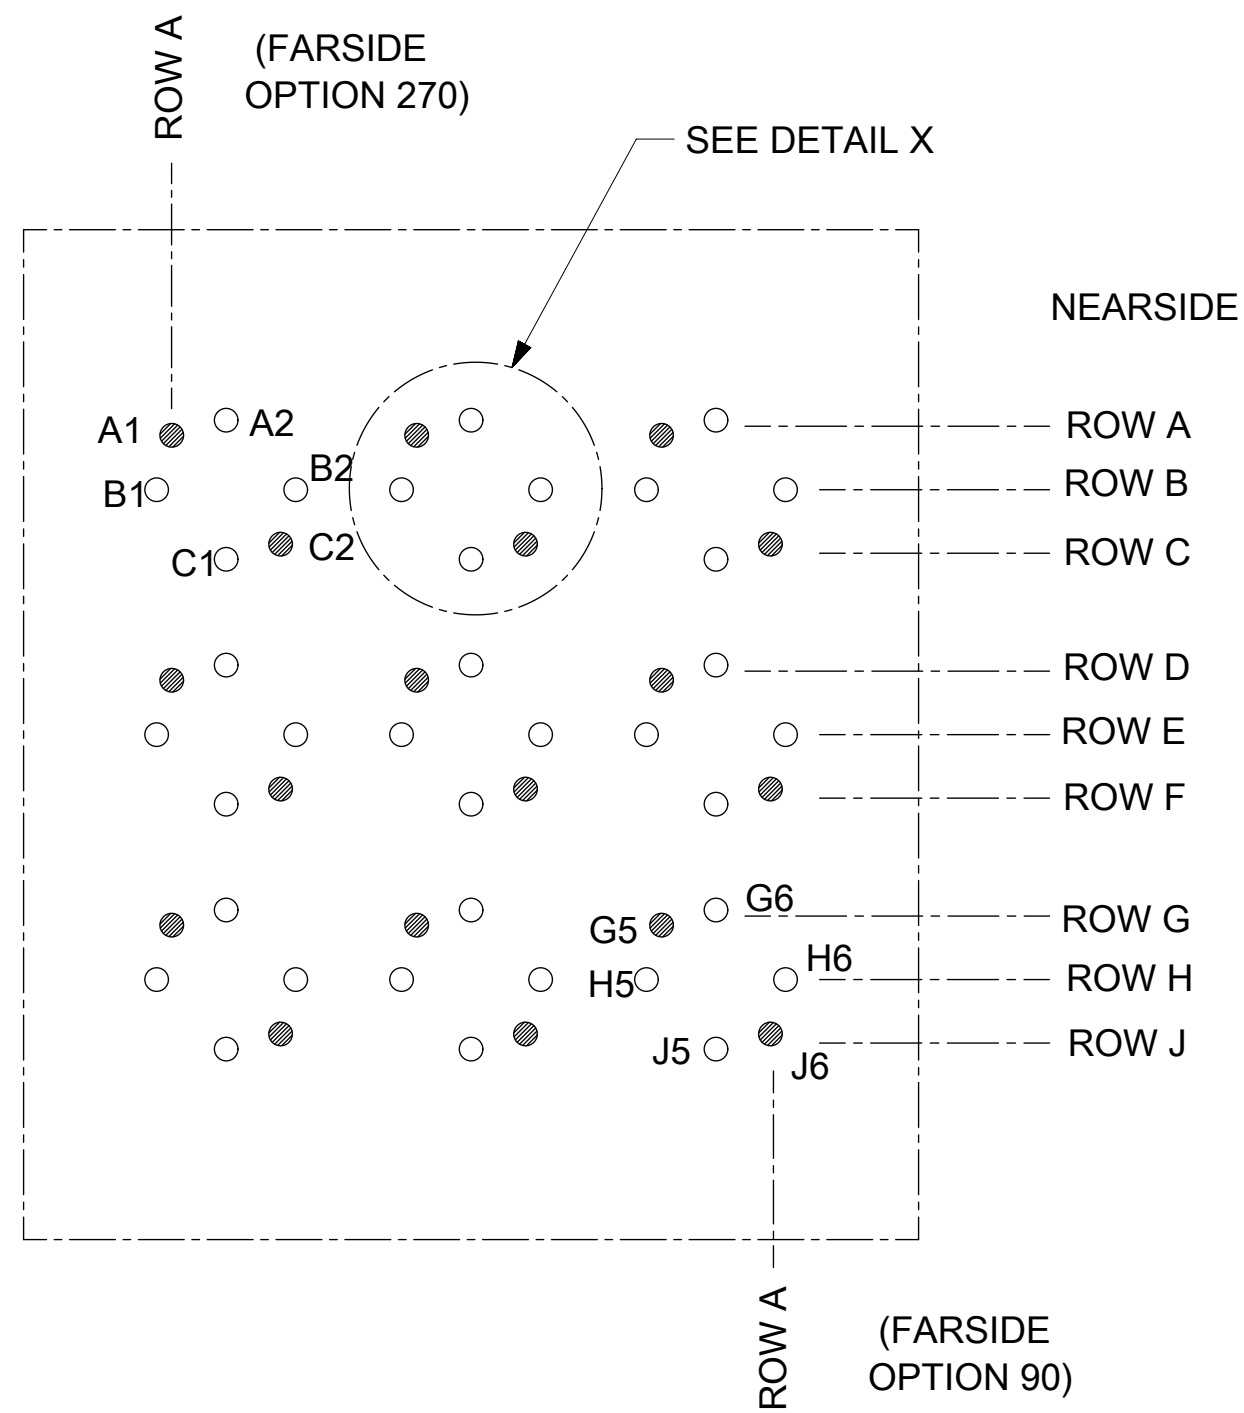 ROW A
(FARSIDE
OPTION 270)
SEE DETAIL X
NEARSIDE
A1
A2
ROW A
B1
B2
ROW B
C1
C2
ROW C
ROW D
ROW E
ROW F
G5
G6
ROW G
H5
H6
ROW H
J5
J6
ROW J
ROW A
(FARSIDE
OPTION 90)